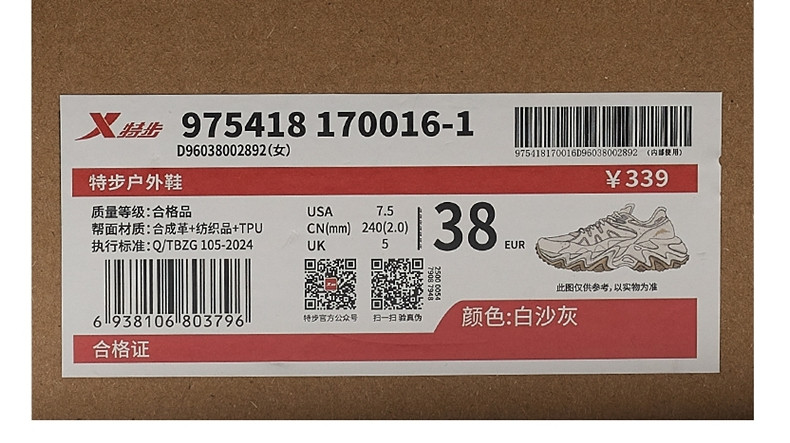 特步 975418 170016-1
D96038002892(女)
975418170016D96038002892 (内部使用)
特步户外鞋 ￥339
质量等级:合格品
帮面材质:合成革+纺织品+TPU
执行标准:Q/TBZG 105-2024
USA 7.5
CN(mm) 240(2.0)
UK 5
38 EUR
此图仅供参考,以实物为准
6 938106 803796
特步官方公众号
扫一扫 验真伪
2500 0054
7908 7948
颜色:白沙灰
合格证